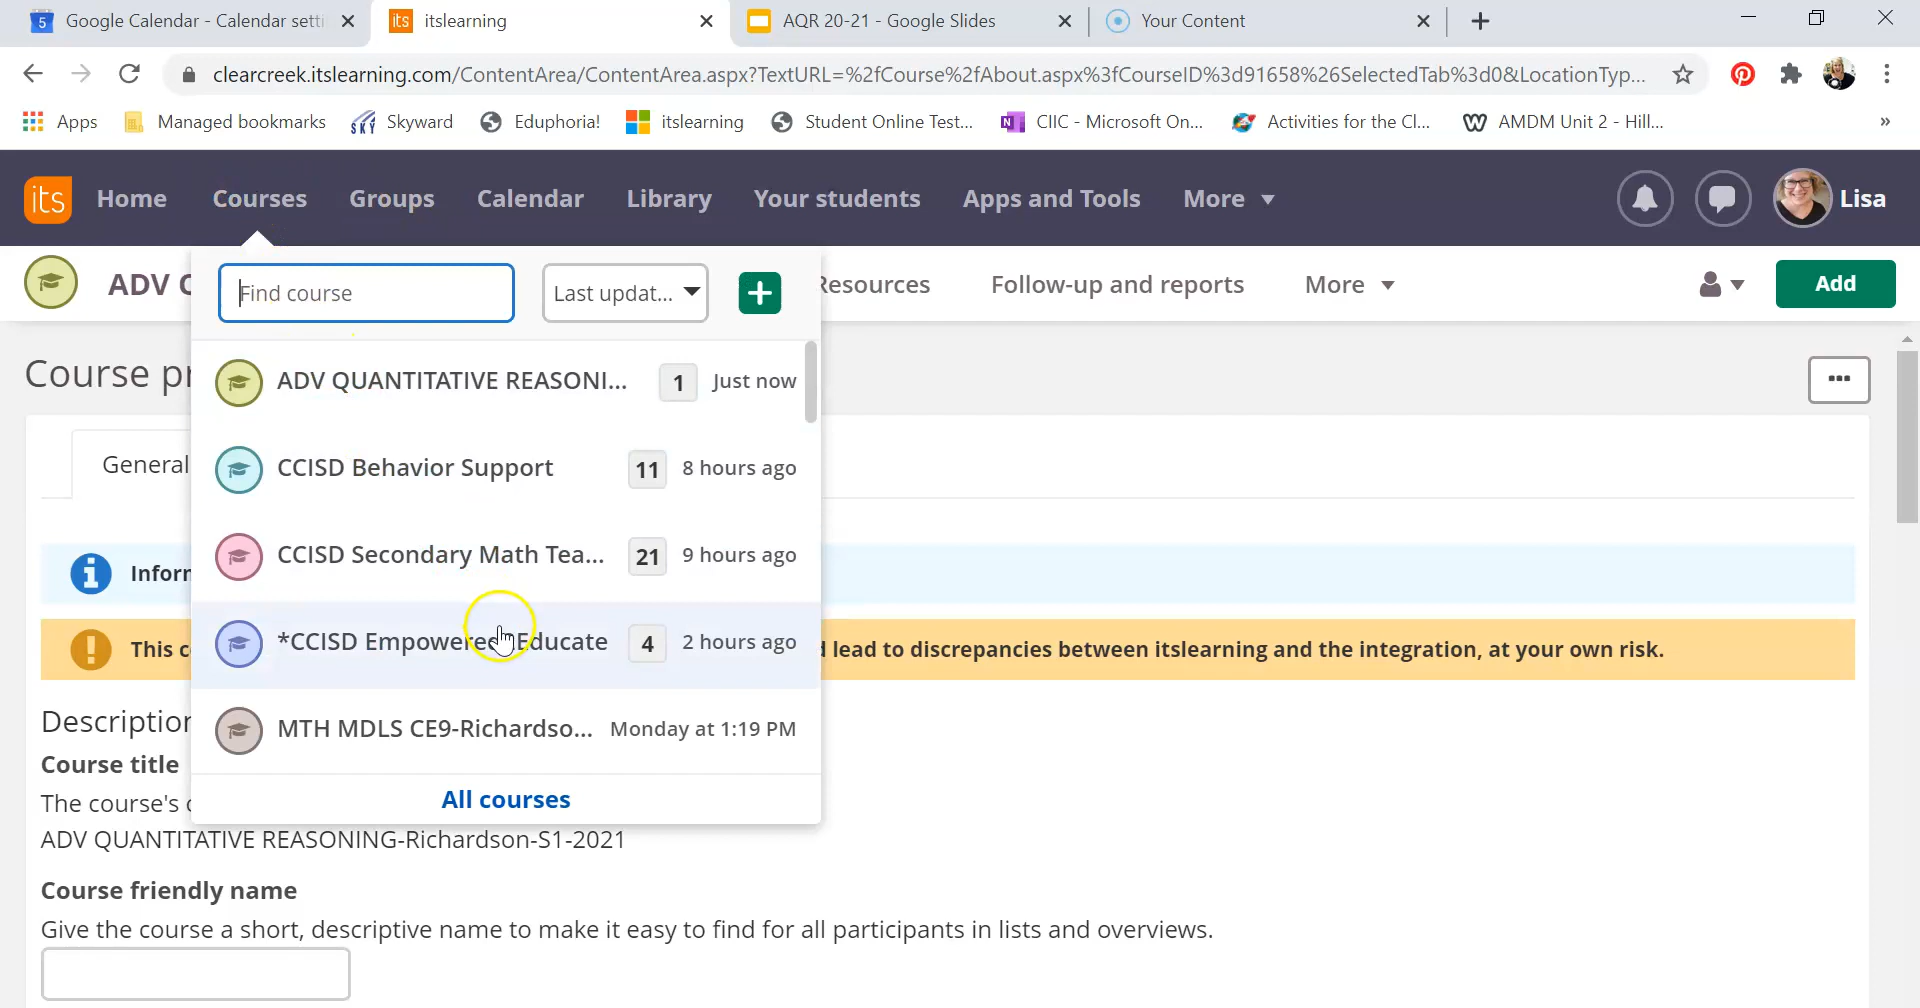 5 Google Calendar - Calendar setti
its itslearning
AQR 20-21 - Google Slides
Your Content
clearcreek.itslearning.com/ContentArea/ContentArea.aspx?TextURL=%2fCourse%2fAbout.aspx%3fCourseID%3d91658%26SelectedTab%3d0&LocationTyp...
Apps
Managed bookmarks
SKY Skyward
Eduphoria!
itslearning
Student Online Test...
N CIIC - Microsoft On...
Activities for the Cl...
W AMDM Unit 2 - Hill...
»
its Home Courses Groups Calendar Library Your students Apps and Tools More Lisa
ADV Resources Follow-up and reports More Add
Find course Last updat... +
Course pr
ADV QUANTITATIVE REASONI... 1 Just now
General
CCISD Behavior Support 11 8 hours ago
CCISD Secondary Math Tea... 21 9 hours ago
Inforr
*CCISD Empowered Educate 4 2 hours ago
This c lead to discrepancies between itslearning and the integration, at your own risk.
MTH MDLS CE9-Richardso... Monday at 1:19 PM
Description
All courses
Course title
The course's
ADV QUANTITATIVE REASONING-Richardson-S1-2021
Course friendly name
Give the course a short, descriptive name to make it easy to find for all participants in lists and overviews.